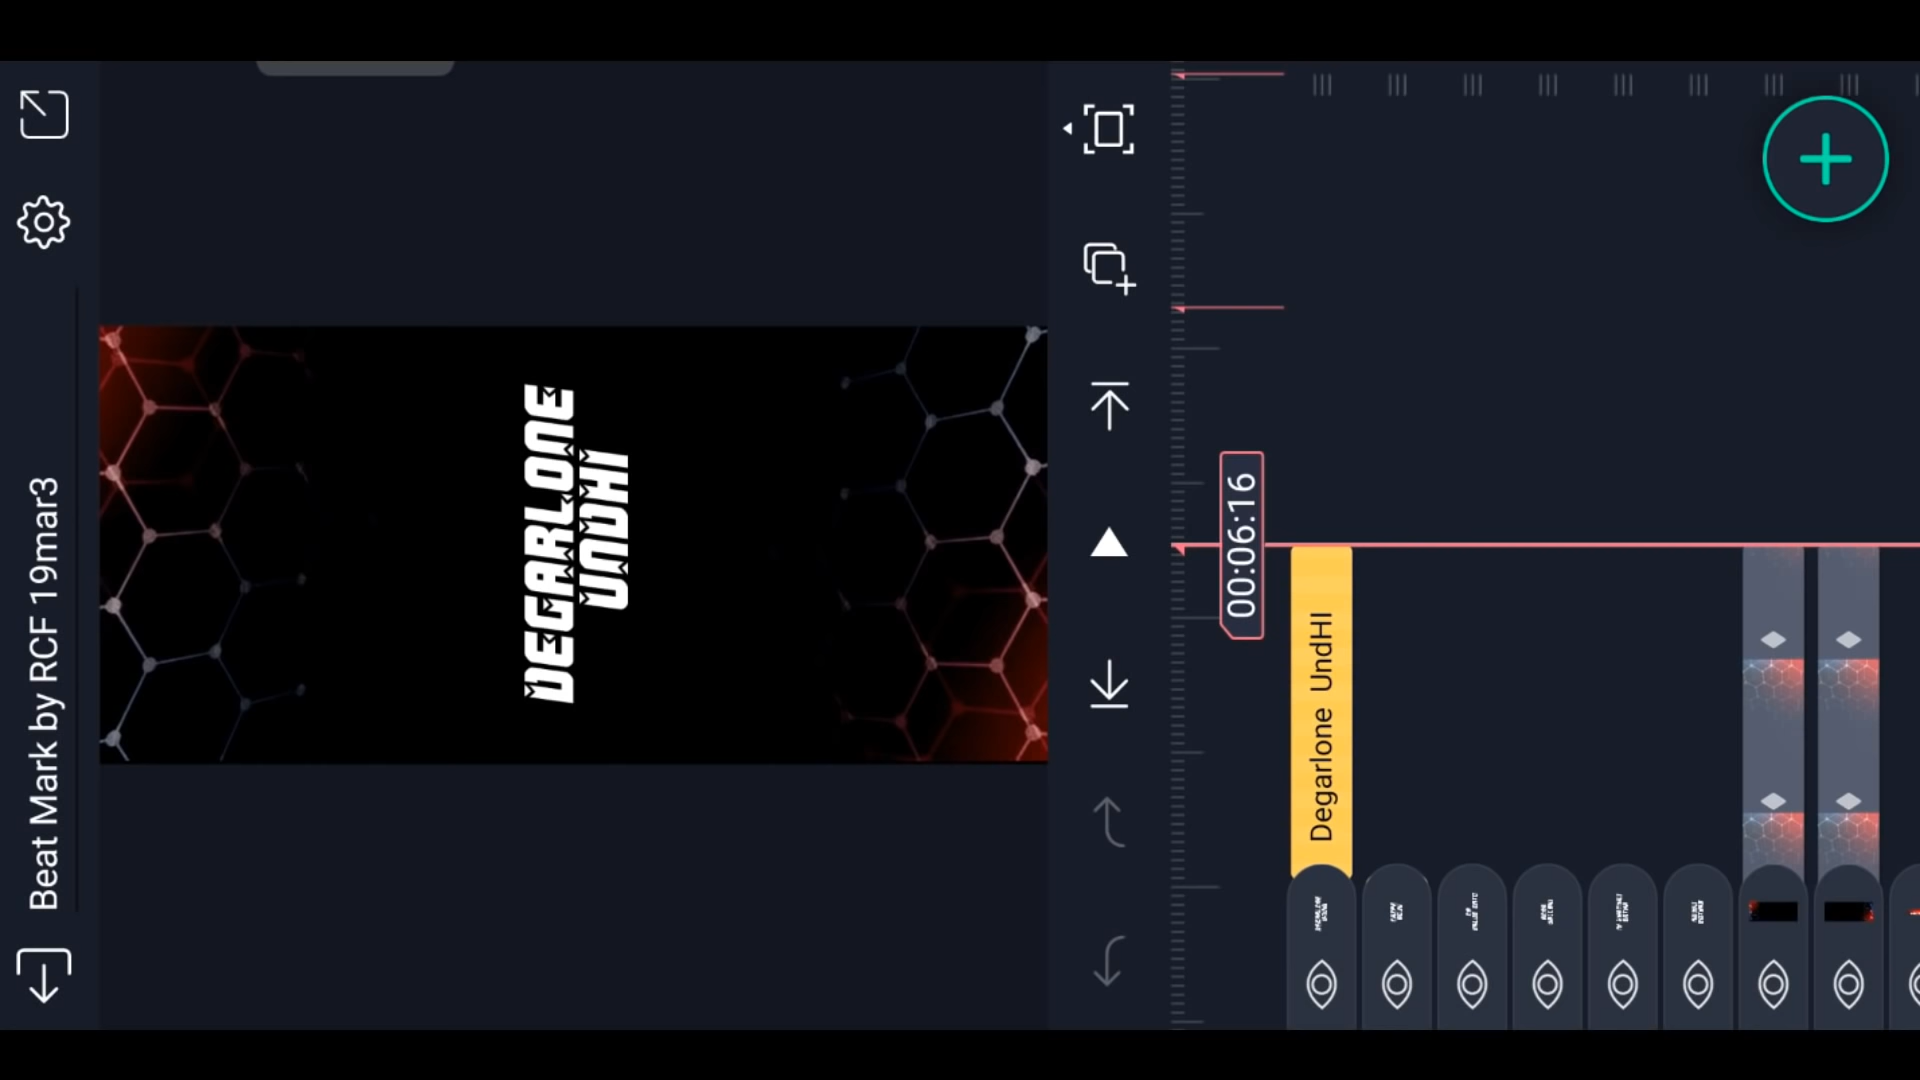 Beat Mark by RCF 19mar3
DEGARLONE
UNDHI
00:06:16
Degarlone UndHI